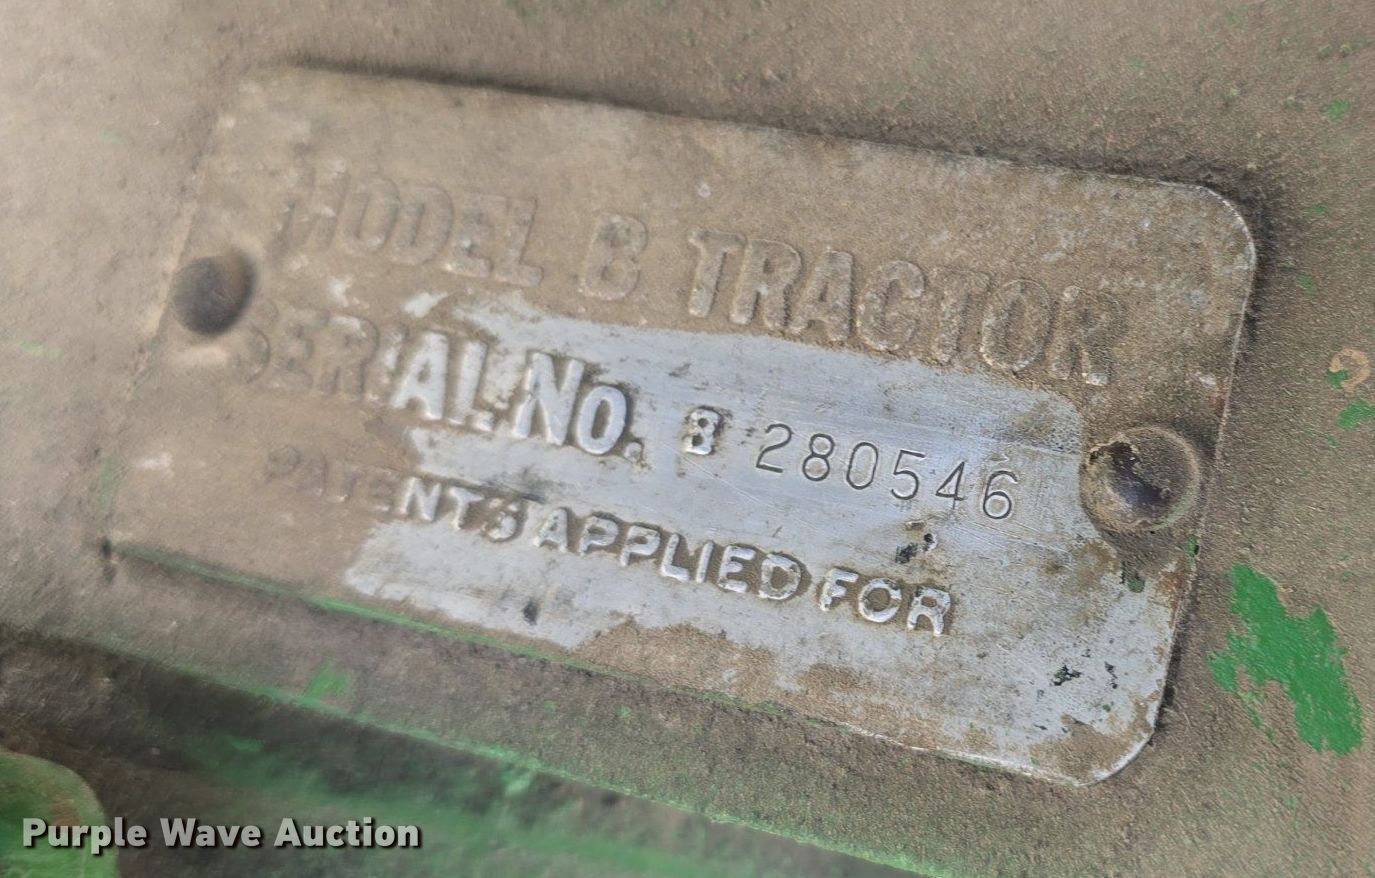 MODEL B TRACTOR
SERIAL NO. B 280546
PATENTS APPLIED FOR
Purple Wave Auction